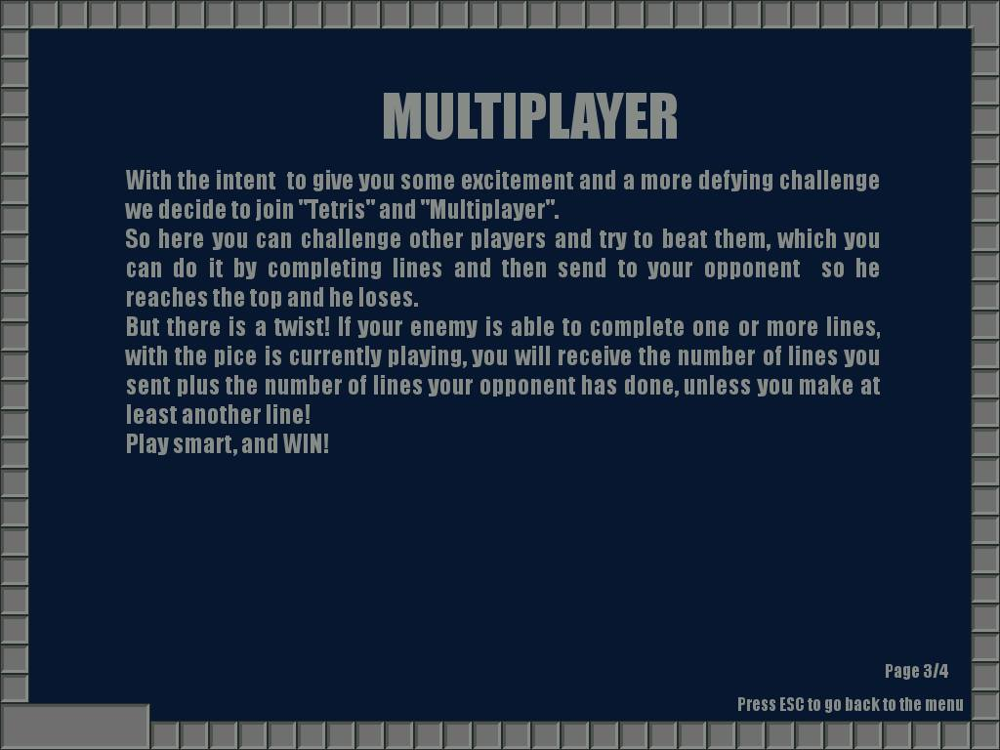 MULTIPLAYER
With the intent  to give you some excitement and a more defying challenge
we decide to join "Tetris" and "Multiplayer".
So here you can challenge other players and try to beat them, which you
can do it by completing lines and then send to your opponent  so he
reaches the top and he loses.
But there is a twist! If your enemy is able to complete one or more lines,
with the pice is currently playing, you will receive the number of lines you
sent plus the number of lines your opponent has done, unless you make at
least another line!
Play smart, and WIN!
Page 3/4
Press ESC to go back to the menu